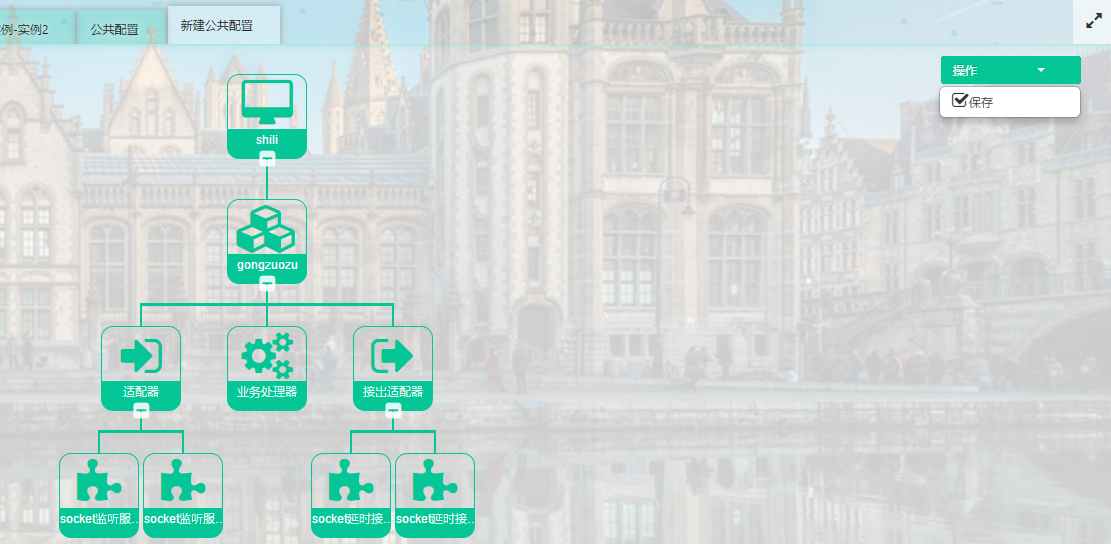 例-实例2
公共配置
新建公共配置
操作
保存
shili
gongzuozu
适配器
业务处理器
接出适配器
socket监听服...
socket监听服...
socket延时接...
socket延时接...